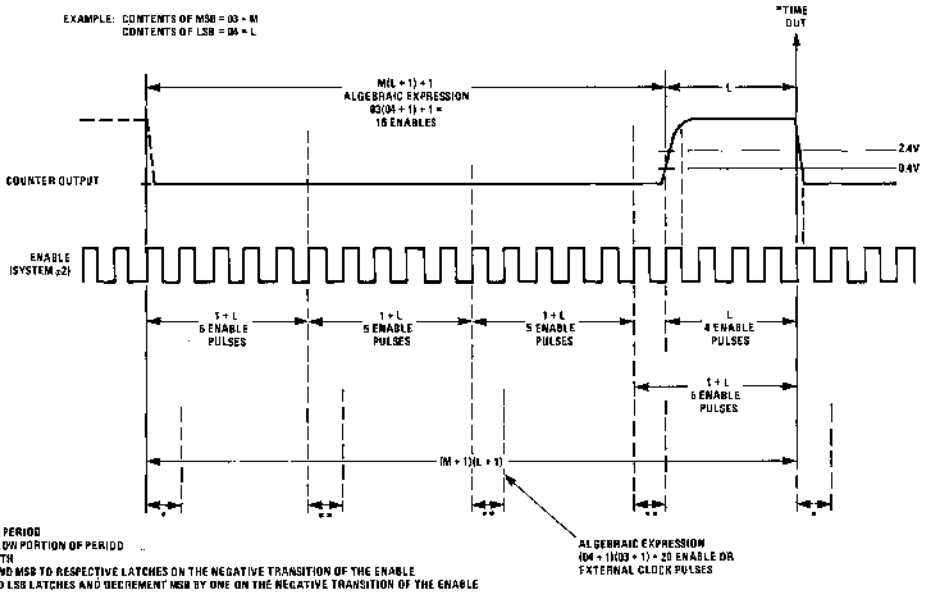 EXAMPLE: CONTENTS OF MSB = 03 = M
CONTENTS OF LSB = 04 = L
*TIME
OUT
M(L + 1) + 1
ALGEBRAIC EXPRESSION
03(04 + 1) + 1 =
16 ENABLES
L
2.4V
0.4V
COUNTER OUTPUT
ENABLE
(SYSTEM ⌀2)
1 + L
5 ENABLE
PULSES
1 + L
5 ENABLE
PULSES
1 + L
5 ENABLE
PULSES
L
4 ENABLE
PULSES
1 + L
5 ENABLE
PULSES
(M + 1)(L + 1)
*
**
**
**
*
ALGEBRAIC EXPRESSION
(04 + 1)(03 + 1) = 20 ENABLE OR
EXTERNAL CLOCK PULSES
PERIOD
OW PORTION OF PERIOD
TH
ND MSB TO RESPECTIVE LATCHES ON THE NEGATIVE TRANSITION OF THE ENABLE
D LSB LATCHES AND DECREMENT MSB BY ONE ON THE NEGATIVE TRANSITION OF THE ENABLE